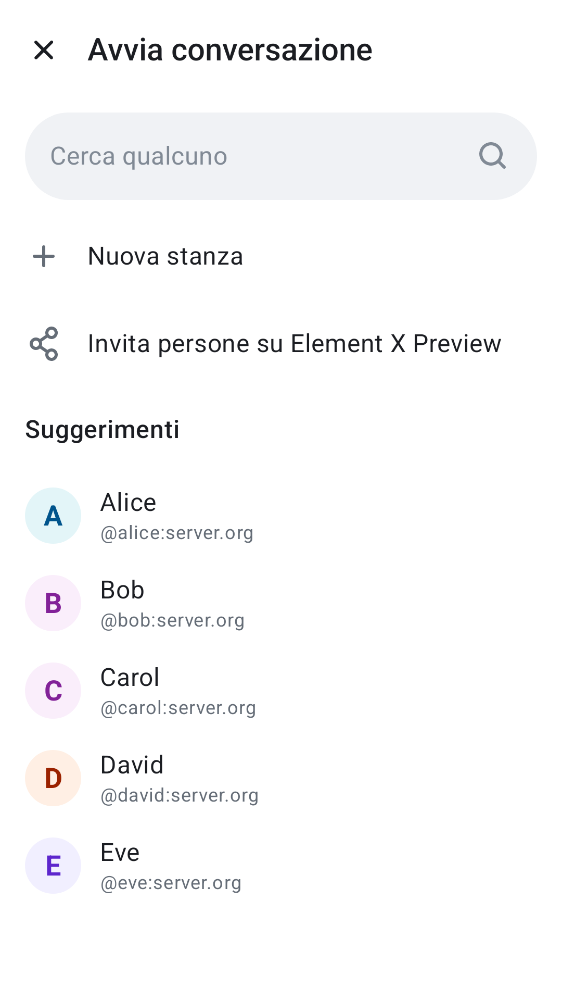 Avvia conversazione
Cerca qualcuno
Nuova stanza
Invita persone su Element X Preview
Suggerimenti
A
Alice
@alice:server.org
B
Bob
@bob:server.org
C
Carol
@carol:server.org
D
David
@david:server.org
E
Eve
@eve:server.org